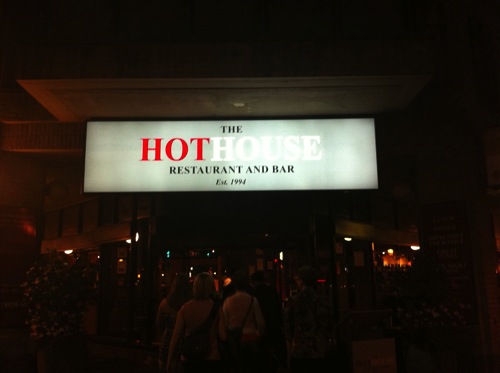 THE
HOTHOUSE
RESTAURANT AND BAR
Est. 1994